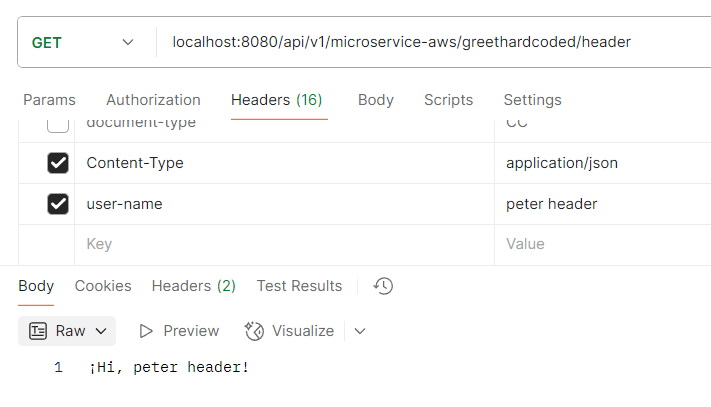 GET localhost:8080/api/v1/microservice-aws/greethardcoded/header
Params Authorization Headers (16) Body Scripts Settings
document-type CC
Content-Type application/json
user-name peter header
Key Value
Body Cookies Headers (2) Test Results
Raw Preview Visualize
1 ¡Hi, peter header!